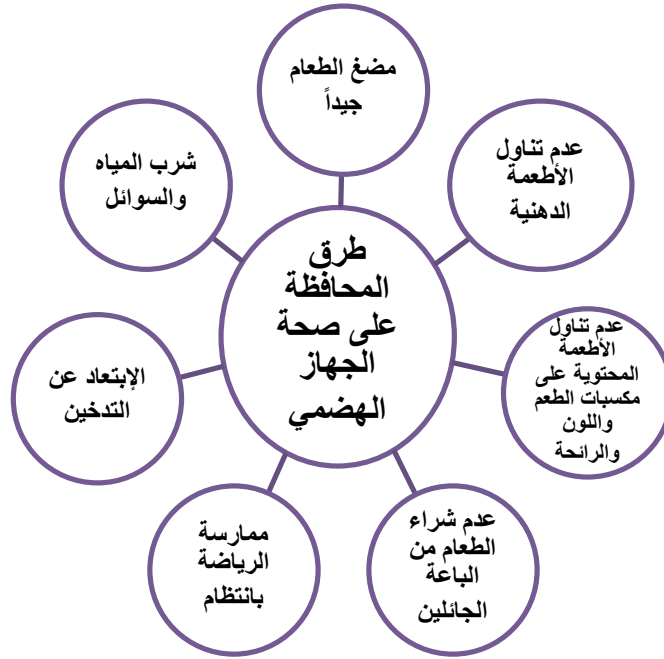 طرق
المحافظة
على صحة
الجهاز
الهضمي
مضغ الطعام
جيداً
عدم تناول
الأطعمة
الدهنية
عدم تناول
الأطعمة
المحتوية على
مكسبات الطعم
واللون
والرائحة
عدم شراء
الطعام من
الباعة
الجائلين
ممارسة
الرياضة
بانتظام
الإبتعاد عن
التدخين
شرب المياه
والسوائل